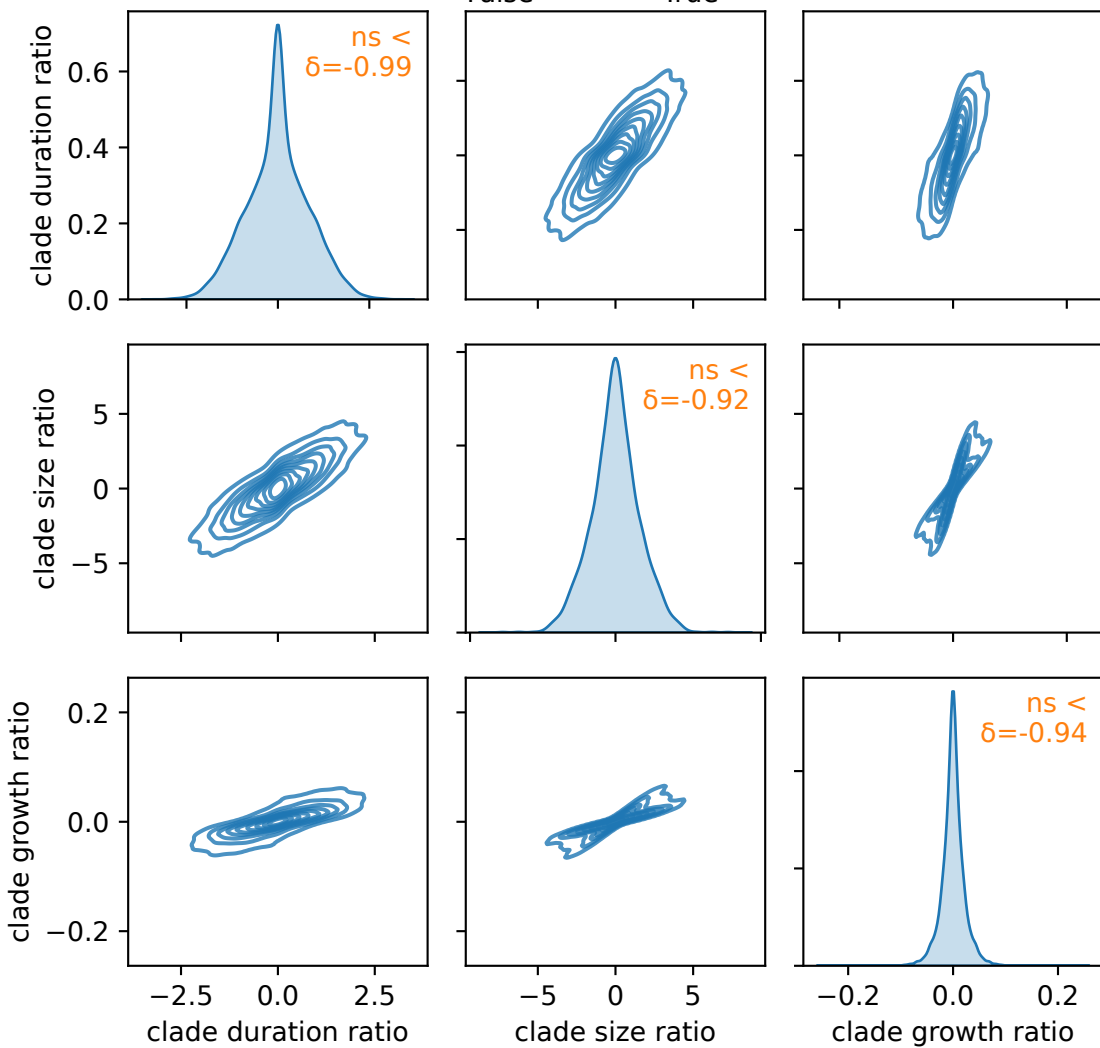 ns <
δ=-0.99
clade duration ratio
0.6
0.4
0.2
0.0
ns <
δ=-0.92
clade size ratio
5
0
−5
ns <
δ=-0.94
clade growth ratio
0.2
0.0
−0.2
−2.5 0.0 2.5
−5 0 5
−0.2 0.0 0.2
clade duration ratio
clade size ratio
clade growth ratio